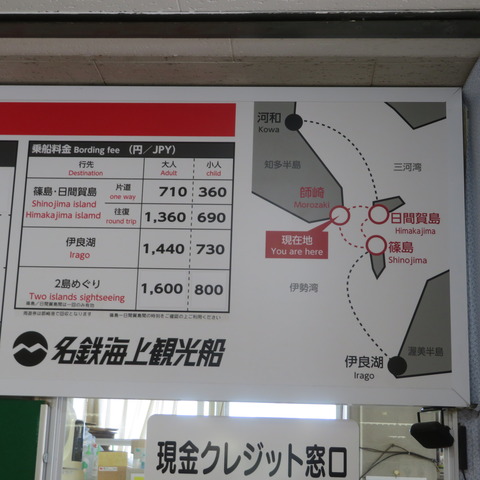 乗船料金 Bording fee （円／JPY）
行先 Destination 大人 Adult 小人 child
篠島・日間賀島 Shinojima island Himakajima islamd
片道 one way 710 360
往復 round trip 1,360 690
伊良湖 Irago 1,440 730
2島めぐり Two islands sightseeing 1,600 800
名鉄海上観光船
河和
Kowa
知多半島
三河湾
師崎
Morozaki
日間賀島
Himakajima
現在地
You are here
篠島
Shinojima
伊勢湾
伊良湖
Irago
渥美半島
現金クレジット窓口